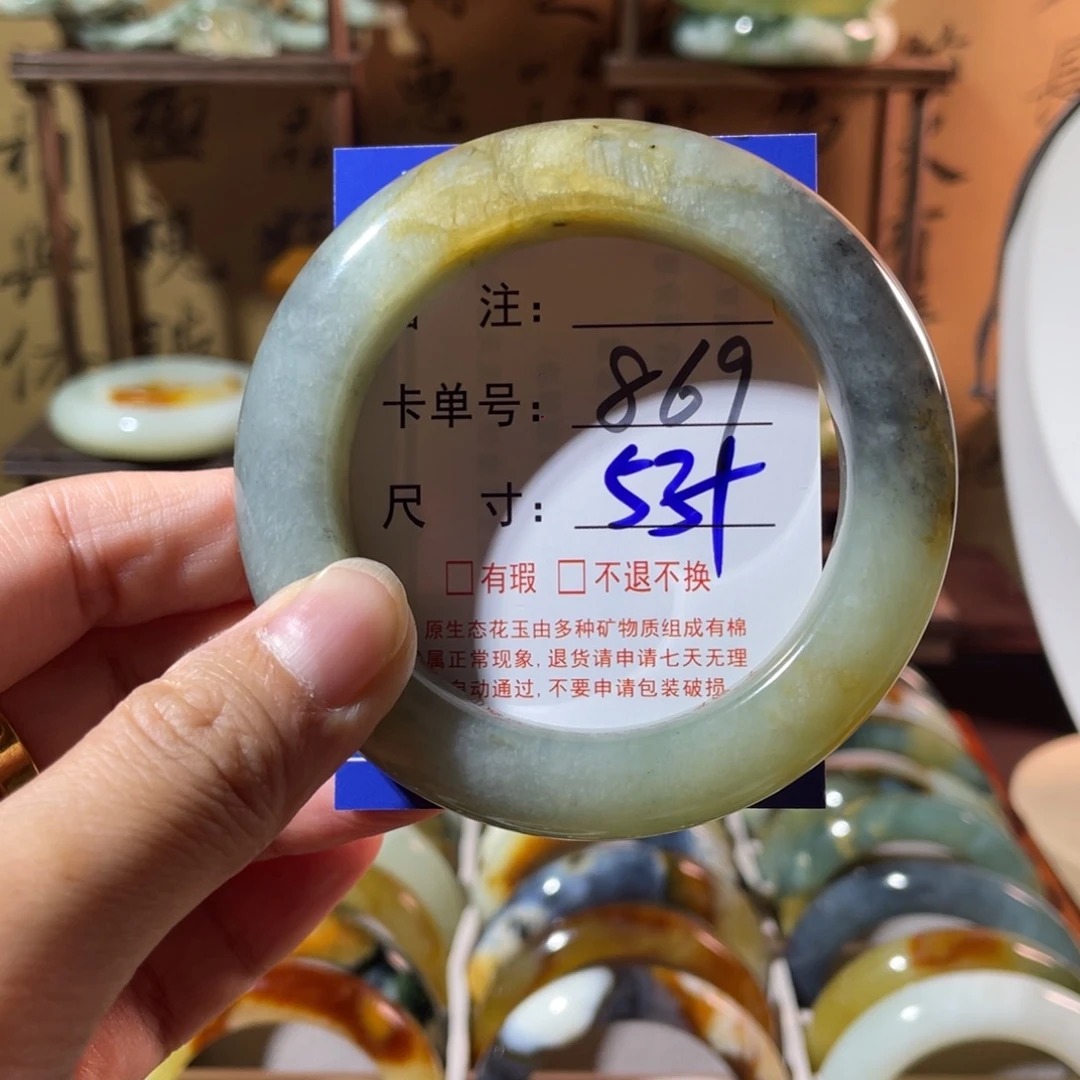 注:
卡单号: 869
尺 寸: 53+
□有瑕 □不退不换
原生态花玉由多种矿物质组成有棉
属正常现象,退货请申请七天无理
自动通过,不要申请包装破损